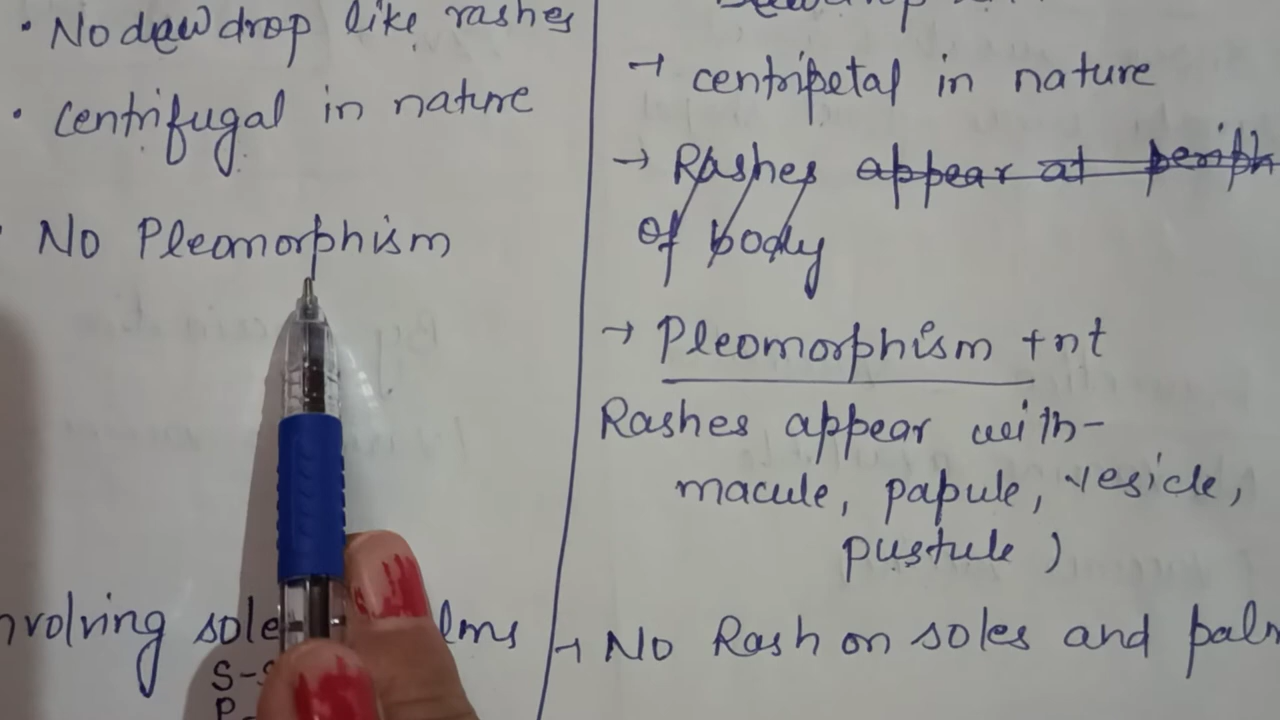 • No dew drop like rashes
• Centrifugal in nature
No Pleomorphism
nvolving sole lms
S-
P-
→ centripetal in nature
→ Rashes appear at periph
of body
→ Pleomorphism +nt
Rashes appear with-
macule, papule, vesicle,
pustule )
→ No Rash on soles and palm